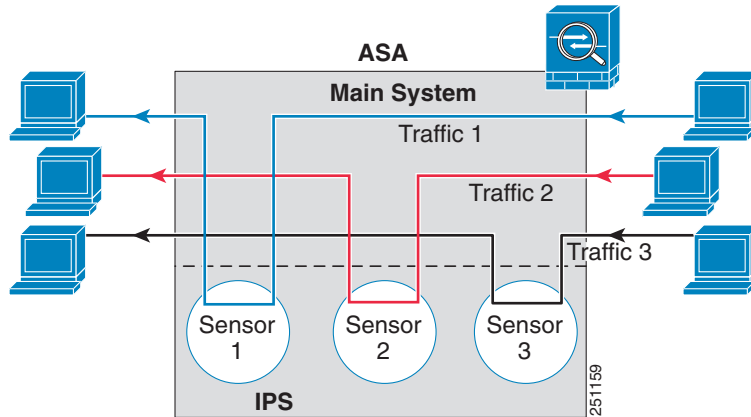 ASA
Main System
Traffic 1
Traffic 2
Traffic 3
Sensor
1
Sensor
2
Sensor
3
IPS
251159